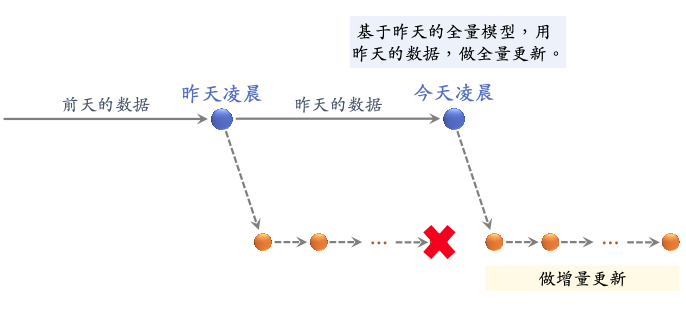 基于昨天的全量模型，用
昨天的数据，做全量更新。
昨天凌晨
今天凌晨
前天的数据
昨天的数据
...
...
做增量更新